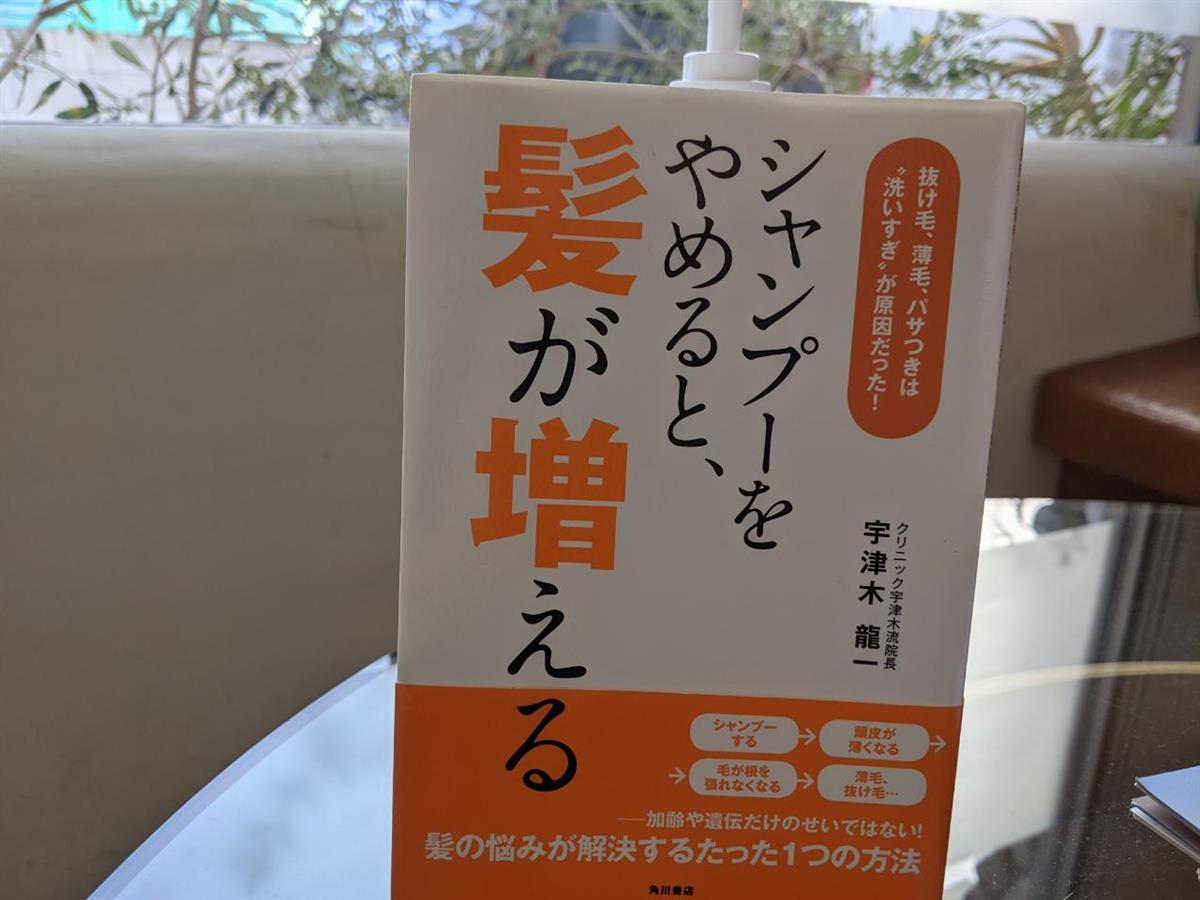 抜け毛、薄毛、パサつきは
〝洗いすぎ〟が原因だった!
シャンプーを
やめると、
髪が増える
クリニック宇津木流院長
宇津木 龍一
シャンプー
する
→
頭皮が
薄くなる
→
→
毛が根を
張れなくなる
→
薄毛、
抜け毛…
──加齢や遺伝だけのせいではない!
髪の悩みが解決するたった1つの方法
角川書店